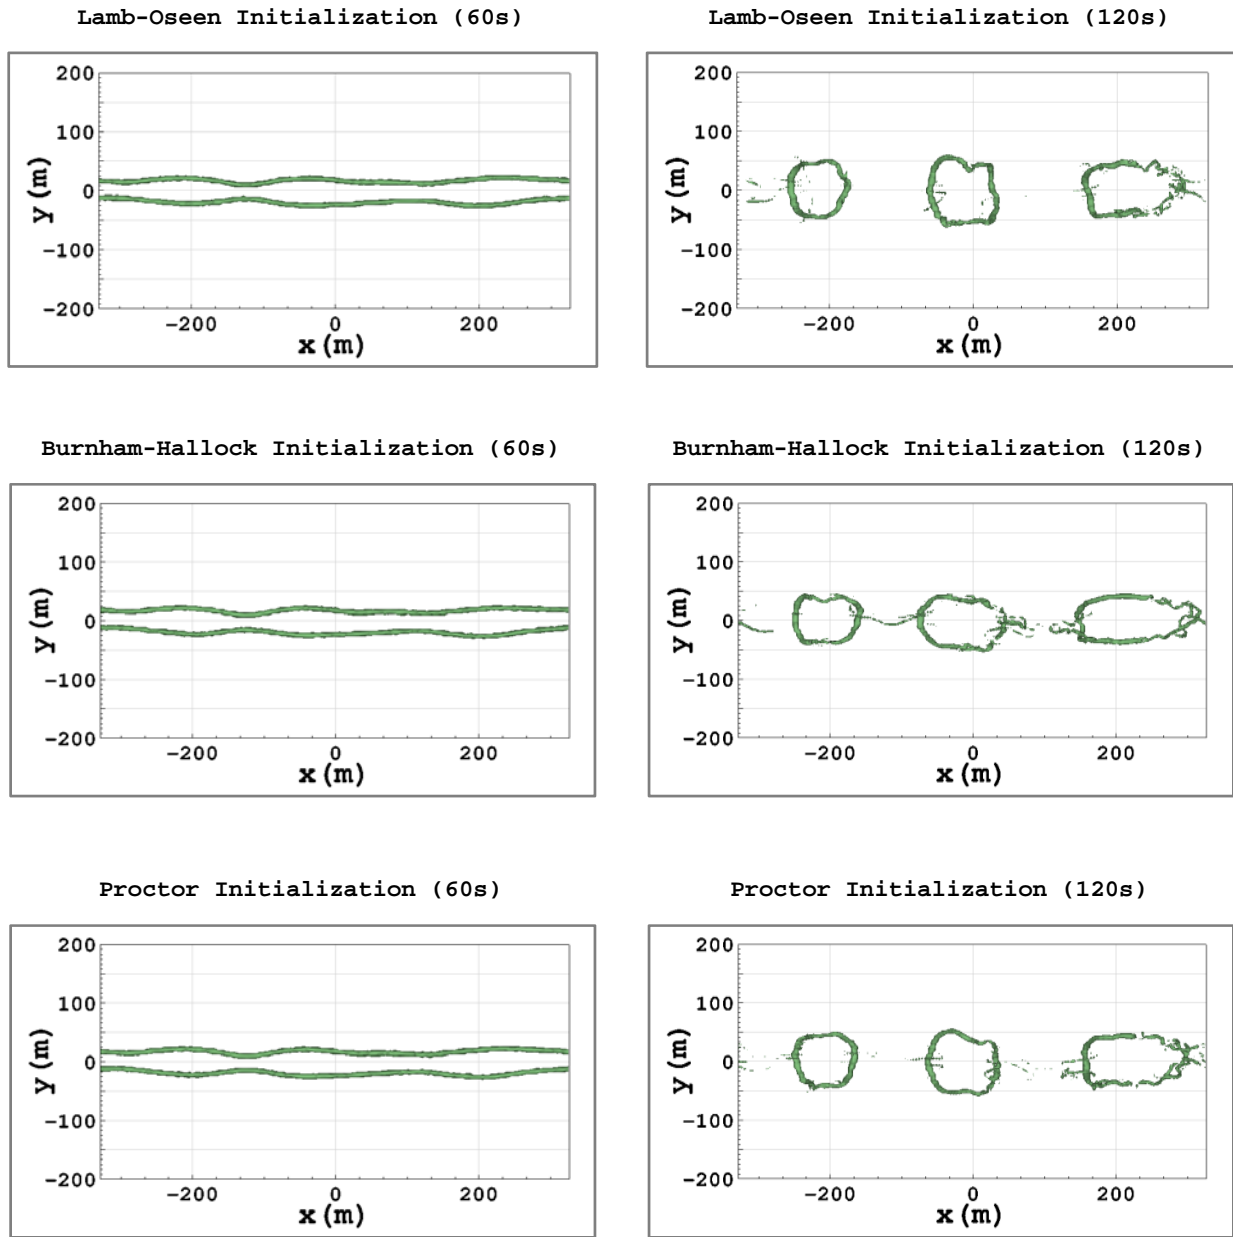 Lamb-Oseen Initialization (60s)
200
100
0
-100
-200
y (m)
-200 0 200
x (m)
Lamb-Oseen Initialization (120s)
200
100
0
-100
-200
y (m)
-200 0 200
x (m)
Burnham-Hallock Initialization (60s)
200
100
0
-100
-200
y (m)
-200 0 200
x (m)
Burnham-Hallock Initialization (120s)
200
100
0
-100
-200
y (m)
-200 0 200
x (m)
Proctor Initialization (60s)
200
100
0
-100
-200
y (m)
-200 0 200
x (m)
Proctor Initialization (120s)
200
100
0
-100
-200
y (m)
-200 0 200
x (m)